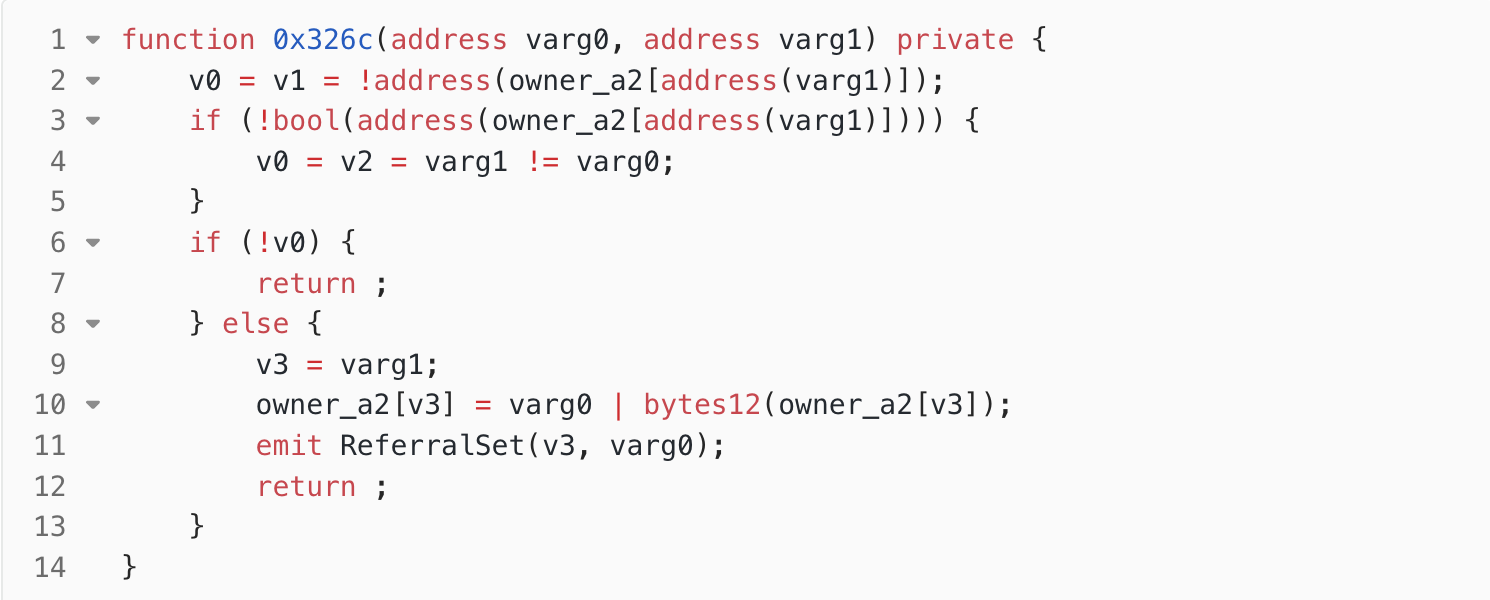 1 function 0x326c(address varg0, address varg1) private {
2     v0 = v1 = !address(owner_a2[address(varg1)]);
3     if (!bool(address(owner_a2[address(varg1)]))) {
4         v0 = v2 = varg1 != varg0;
5     }
6     if (!v0) {
7         return ;
8     } else {
9         v3 = varg1;
10         owner_a2[v3] = varg0 | bytes12(owner_a2[v3]);
11         emit ReferralSet(v3, varg0);
12         return ;
13     }
14 }